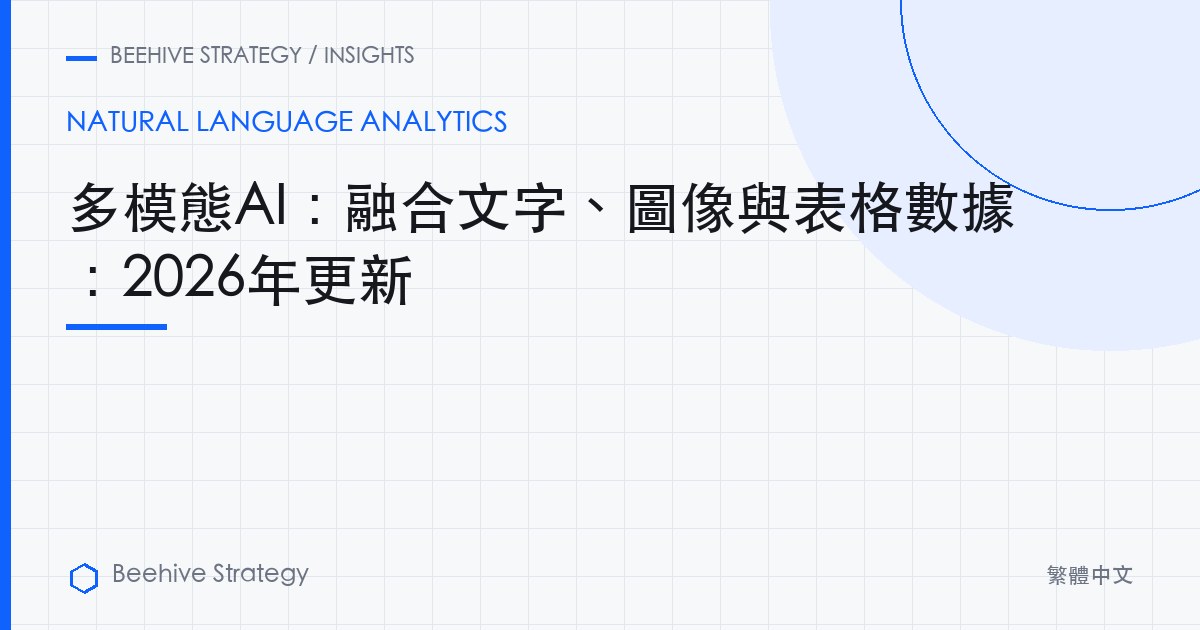 BEEHIVE STRATEGY / INSIGHTS
NATURAL LANGUAGE ANALYTICS
多模態AI：融合文字、圖像與表格數據
：2026年更新
Beehive Strategy
繁體中文